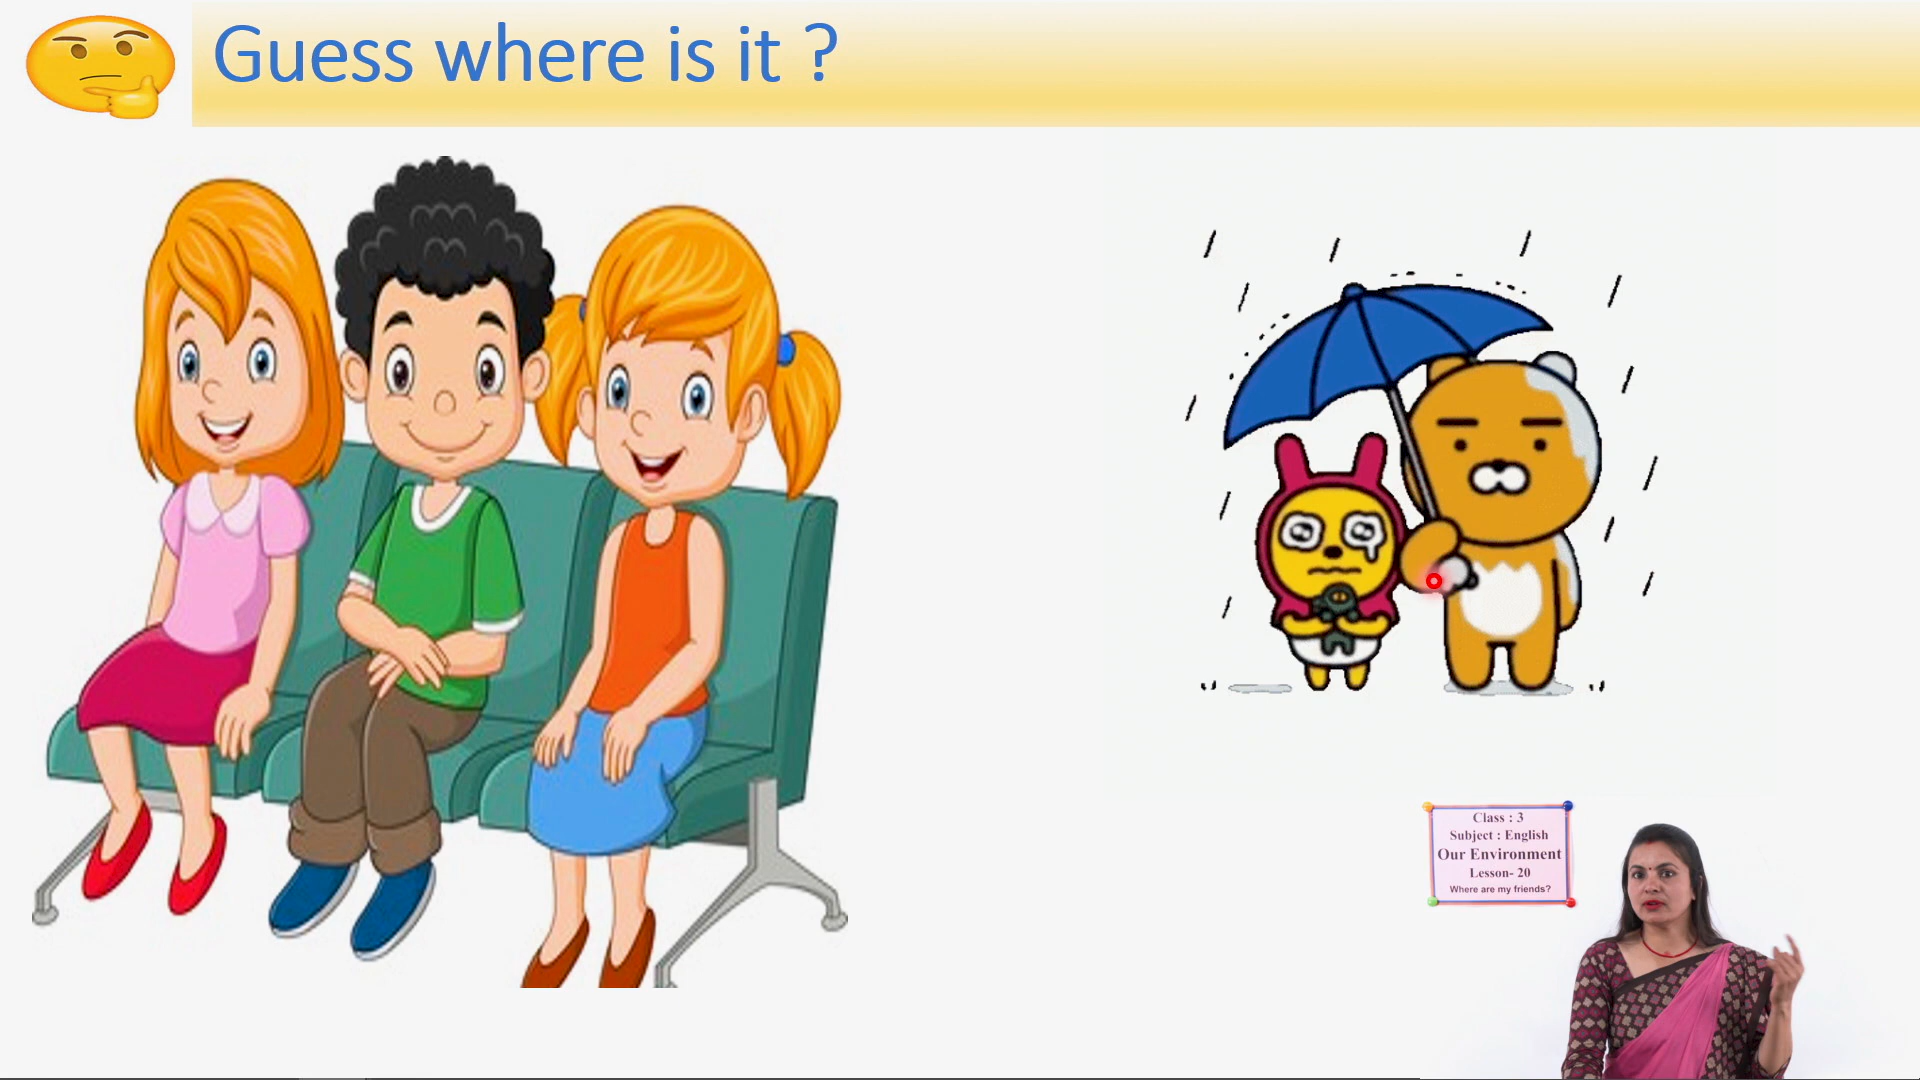 Guess where is it ?
Class : 3
Subject : English
Our Environment
Lesson- 20
Where are my friends?